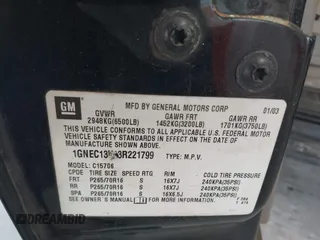 GM
MFD BY GENERAL MOTORS CORP 01/03
GVWR GAWR FRT GAWR RR
2948KG(6500LB) 1452KG(3200LB) 1701KG(3750LB)
THIS VEHICLE CONFORMS TO ALL APPLICABLE U.S. FEDERAL MOTOR
VEHICLE SAFETY STANDARDS IN EFFECT ON THE DATE OF
MANUFACTURE SHOWN ABOVE.
TYPE: M.P.V.
MODEL: C15706
TIRE SIZE SPEED RTG RIM COLD TIRE PRESSURE
FRT P265/70R16 S 16X7J 240KPA(35PSI)
RR P265/70R16 S 16X7J 240KPA(35PSI)
SPA P265/70R16 S 16X6.5J 240KPA(35PSI)
SEE OWNER'S MANUAL FOR MORE INFORMATION
DREAMBID